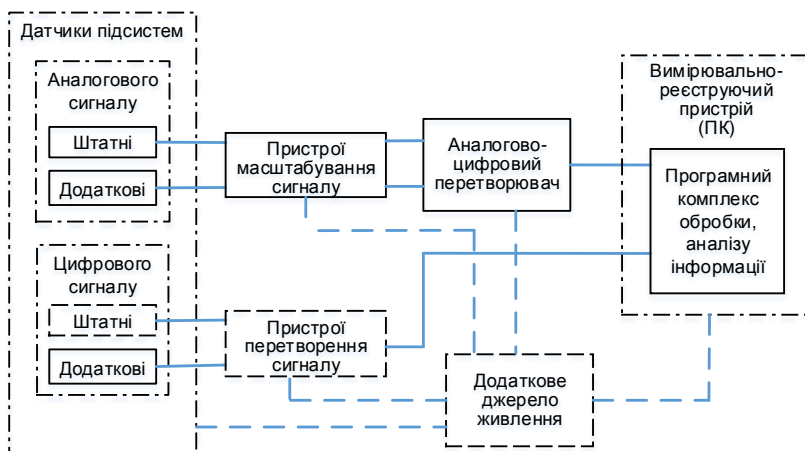 Датчики підсистем
Аналогового
сигналу
Штатні
Додаткові
Цифрового
сигналу
Штатні
Додаткові
Пристрої
масштабування
сигналу
Пристрої
перетворення
сигналу
Аналогово-
цифровий
перетворювач
Додаткове
джерело
живлення
Вимірювально-
реєструючий
пристрій
(ПК)
Програмний
комплекс
обробки,
аналізу
інформації